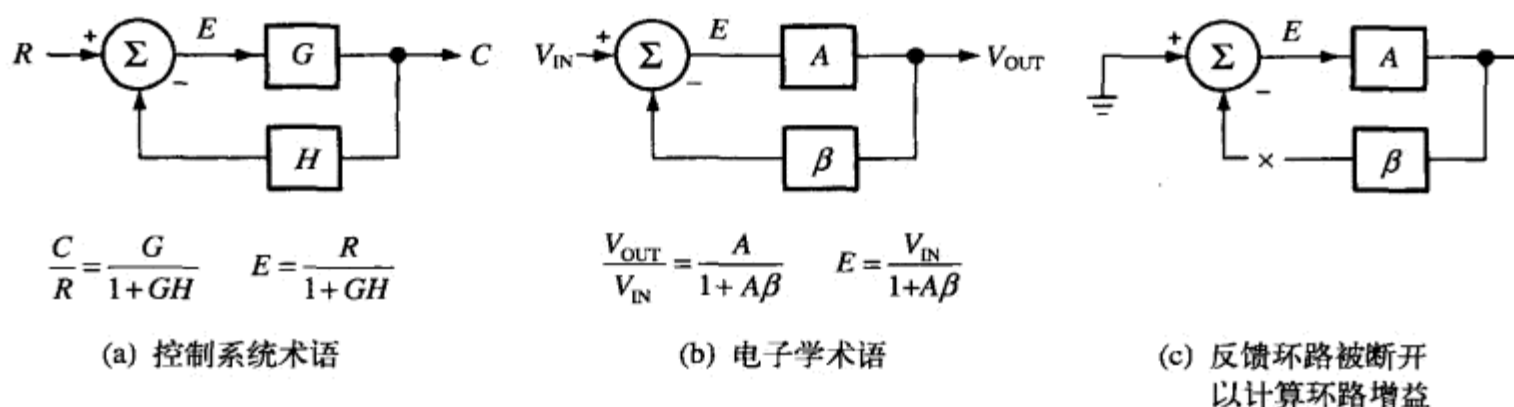 R + Σ − E G C
H
V_IN + Σ − E A V_OUT
β
+ Σ − E A
× β
C/R = G/(1+GH)    E = R/(1+GH)
V_OUT/V_IN = A/(1+Aβ)    E = V_IN/(1+Aβ)
(a) 控制系统术语
(b) 电子学术语
(c) 反馈环路被断开
以计算环路增益